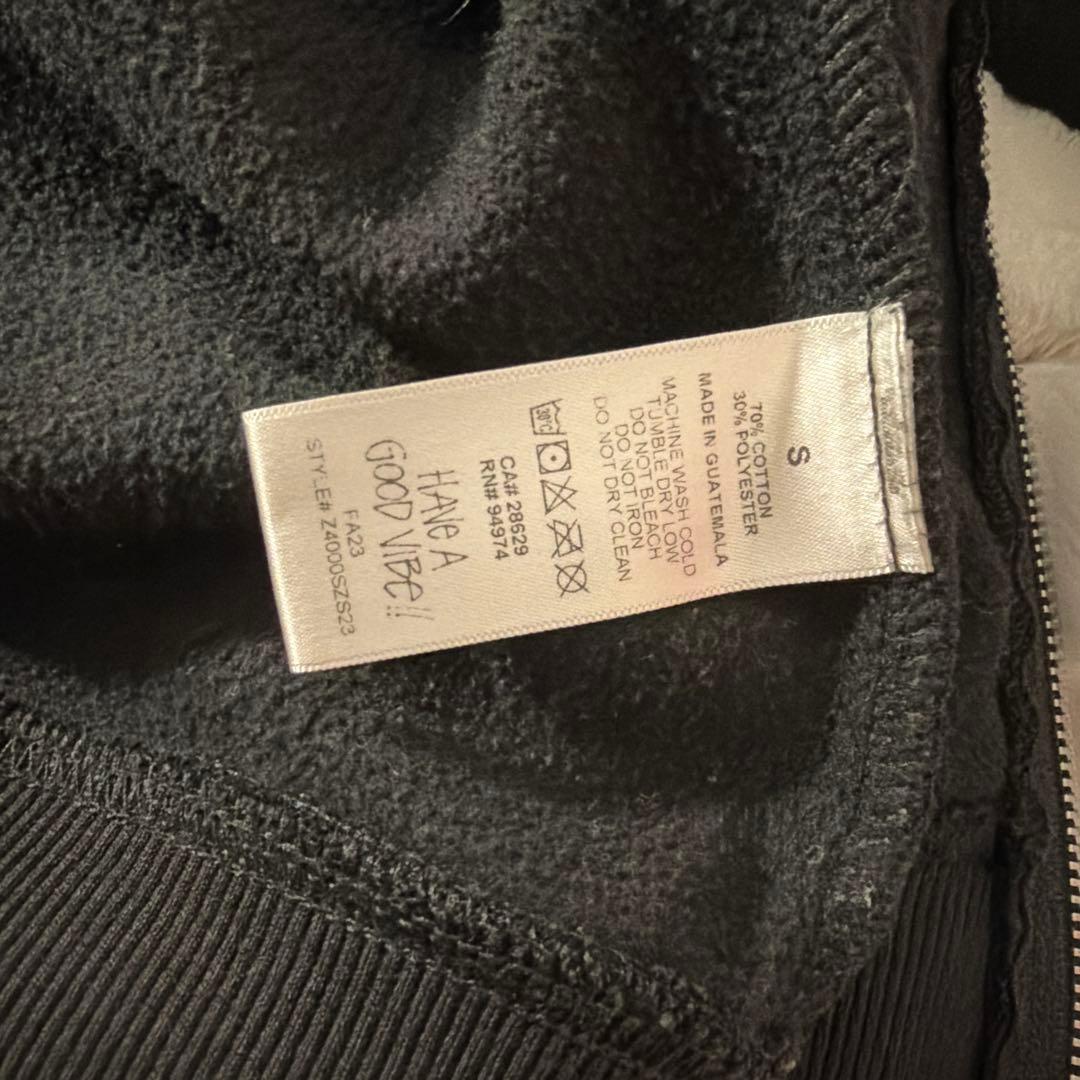 S
70% COTTON
30% POLYESTER
MADE IN GUATEMALA
MACHINE WASH COLD
TUMBLE DRY LOW
DO NOT BLEACH
DO NOT IRON
DO NOT DRY CLEAN
30°C
CA# 28629
RN# 94974
HAVE A
GOOD VIBE!!
FA23
STYLE# Z4000SZS23